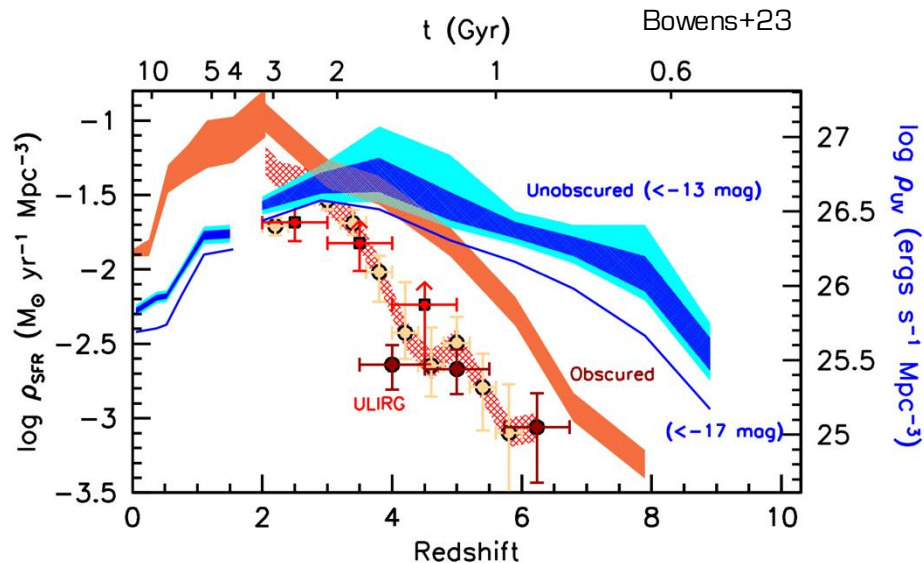 Bowens+23
t (Gyr)
10 5 4 3 2 1 0.6
-1
-1.5
-2
-2.5
-3
-3.5
log ρSFR (M⊙ yr⁻¹ Mpc⁻³)
27
26.5
26
25.5
25
log ρUV (ergs s⁻¹ Mpc⁻³)
Unobscured (<-13 mag)
Obscured
ULIRG
(<-17 mag)
0 2 4 6 8 10
Redshift